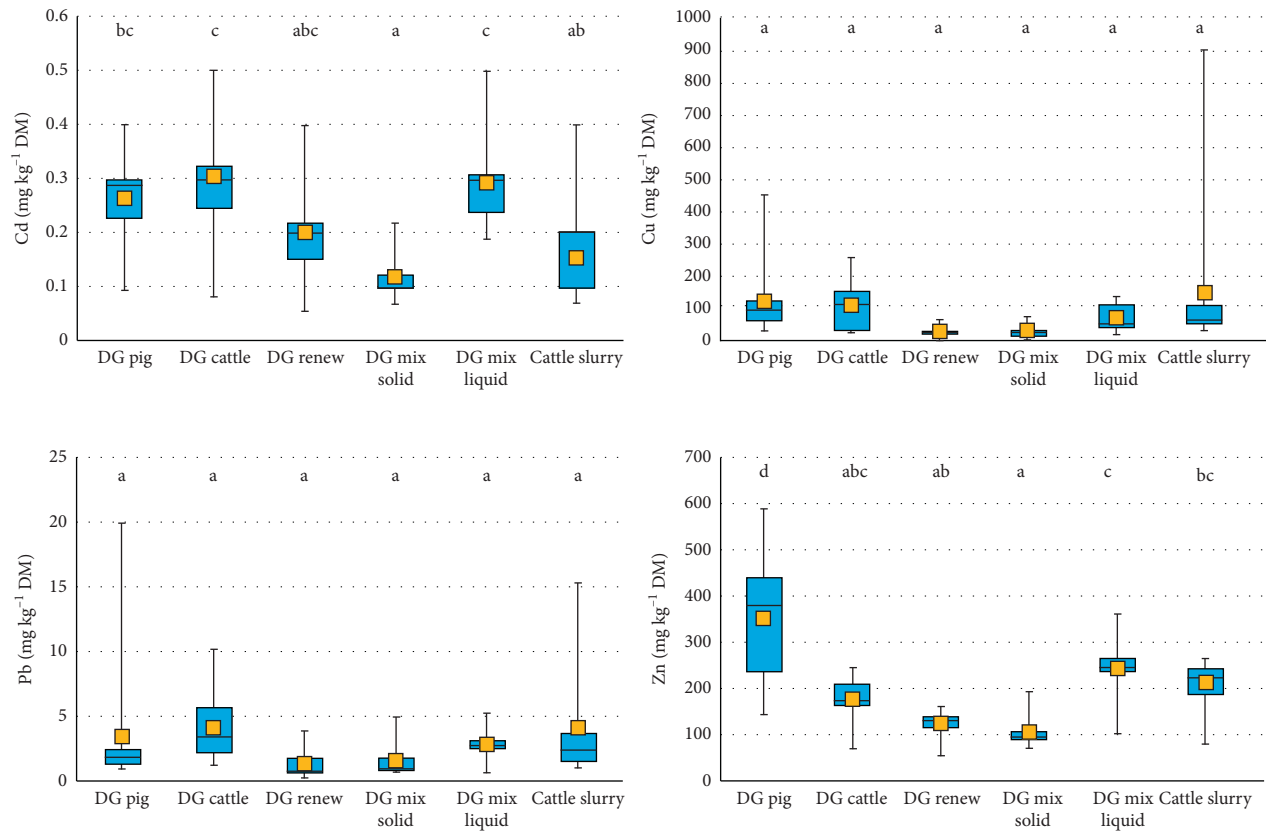 0.6
0.5
0.4
0.3
0.2
0.1
0
Cd (mg kg⁻¹ DM)
bc c abc a c ab
DG pig DG cattle DG renew DG mix DG mix Cattle slurry
solid liquid
1000
900
800
700
600
500
400
300
200
100
0
Cu (mg kg⁻¹ DM)
a a a a a a
DG pig DG cattle DG renew DG mix DG mix Cattle slurry
solid liquid
25
20
15
10
5
0
Pb (mg kg⁻¹ DM)
a a a a a a
DG pig DG cattle DG renew DG mix DG mix Cattle slurry
solid liquid
700
600
500
400
300
200
100
0
Zn (mg kg⁻¹ DM)
d abc ab a c bc
DG pig DG cattle DG renew DG mix DG mix Cattle slurry
solid liquid